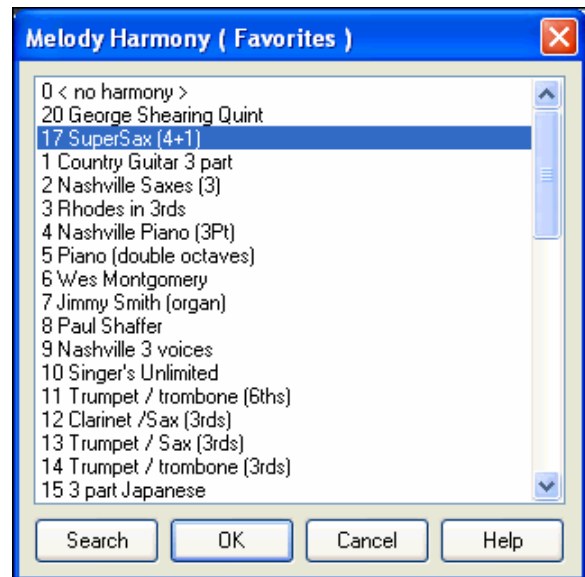 Melody Harmony ( Favorites )
0 < no harmony >
20 George Shearing Quint
17 SuperSax (4+1)
1 Country Guitar 3 part
2 Nashville Saxes (3)
3 Rhodes in 3rds
4 Nashville Piano (3Pt)
5 Piano (double octaves)
6 Wes Montgomery
7 Jimmy Smith (organ)
8 Paul Shaffer
9 Nashville 3 voices
10 Singer's Unlimited
11 Trumpet / trombone (6ths)
12 Clarinet /Sax (3rds)
13 Trumpet / Sax (3rds)
14 Trumpet / trombone (3rds)
15 3 part Japanese
Search OK Cancel Help